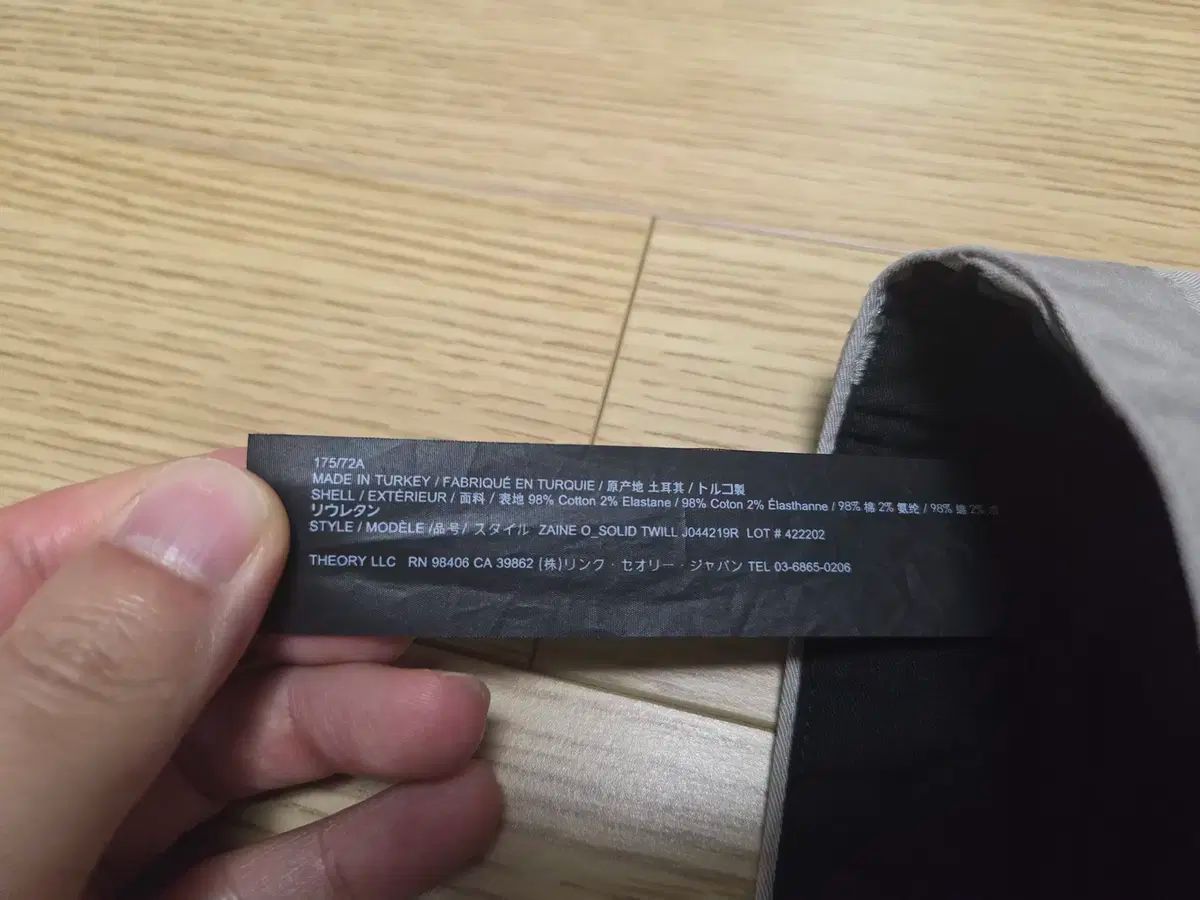 175/72A
MADE IN TURKEY / FABRIQUÉ EN TURQUIE / 原产地 土耳其 / トルコ製
SHELL / EXTÉRIEUR / 面料 / 表地 98% Cotton 2% Elastane / 98% Coton 2% Élasthanne / 98% 棉 2% 氨纶 / 98% 綿 2% ポ
リウレタン
STYLE / MODÈLE /品号/ スタイル ZAINE O_SOLID TWILL J044219R LOT # 422202
THEORY LLC RN 98406 CA 39862 (株)リンク・セオリー・ジャパン TEL 03-6865-0206